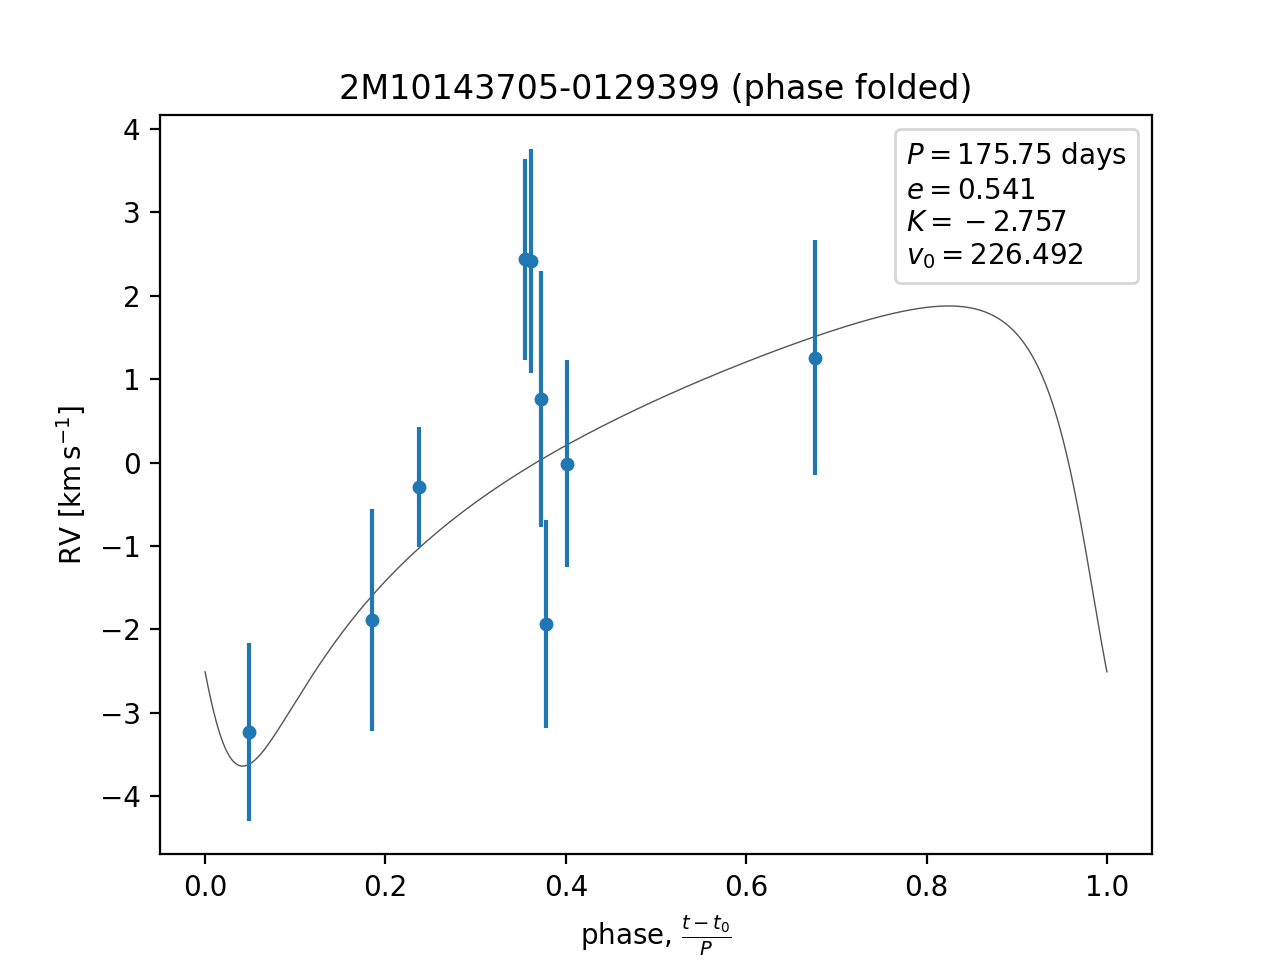 2M10143705-0129399 (phase folded)
P = 175.75 days
e = 0.541
K = −2.757
v₀ = 226.492
RV [km s⁻¹]
4
3
2
1
0
−1
−2
−3
−4
0.0 0.2 0.4 0.6 0.8 1.0
phase, (t − t₀)/P